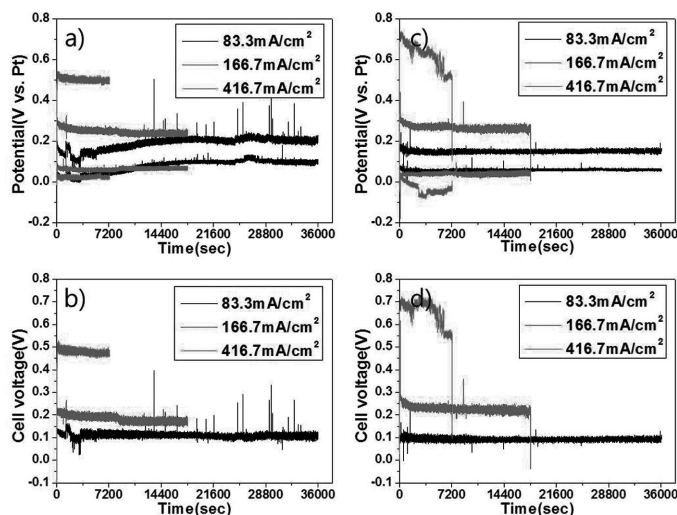 a)
83.3mA/cm²
166.7mA/cm²
416.7mA/cm²
Potential(V vs. Pt)
0.8
0.6
0.4
0.2
0.0
-0.2
0 7200 14400 21600 28800 36000
Time(sec)
c)
83.3mA/cm²
166.7mA/cm²
416.7mA/cm²
Potential(V vs. Pt)
0.8
0.6
0.4
0.2
0.0
-0.2
0 7200 14400 21600 28800 36000
Time(sec)
b)
83.3mA/cm²
166.7mA/cm²
416.7mA/cm²
Cell voltage(V)
0.8
0.7
0.6
0.5
0.4
0.3
0.2
0.1
0.0
-0.1
0 7200 14400 21600 28800 36000
Time(sec)
d)
83.3mA/cm²
166.7mA/cm²
416.7mA/cm²
Cell voltage(V)
0.8
0.7
0.6
0.5
0.4
0.3
0.2
0.1
0.0
-0.1
0 7200 14400 21600 28800 36000
Time(sec)